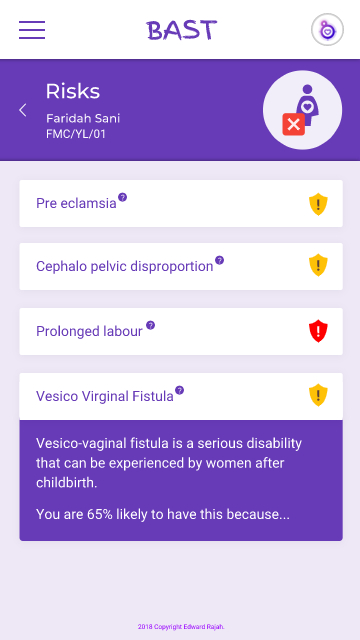 BAST
Risks
Faridah Sani
FMC/YL/01
Pre eclamsia?
Cephalo pelvic disproportion?
Prolonged labour ?
Vesico Virginal Fistula?
Vesico-vaginal fistula is a serious disability
that can be experienced by women after
childbirth.
You are 65% likely to have this because...
2018 Copyright Edward Rajah.